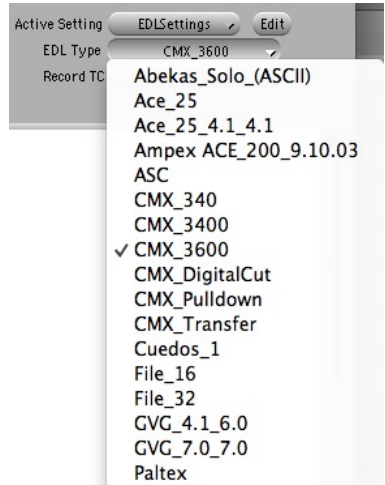 Active Setting EDLSettings Edit
EDL Type CMX_3600
Record TC
Abekas_Solo_(ASCII)
Ace_25
Ace_25_4.1_4.1
Ampex ACE_200_9.10.03
ASC
CMX_340
CMX_3400
✓ CMX_3600
CMX_DigitalCut
CMX_Pulldown
CMX_Transfer
Cuedos_1
File_16
File_32
GVG_4.1_6.0
GVG_7.0_7.0
Paltex